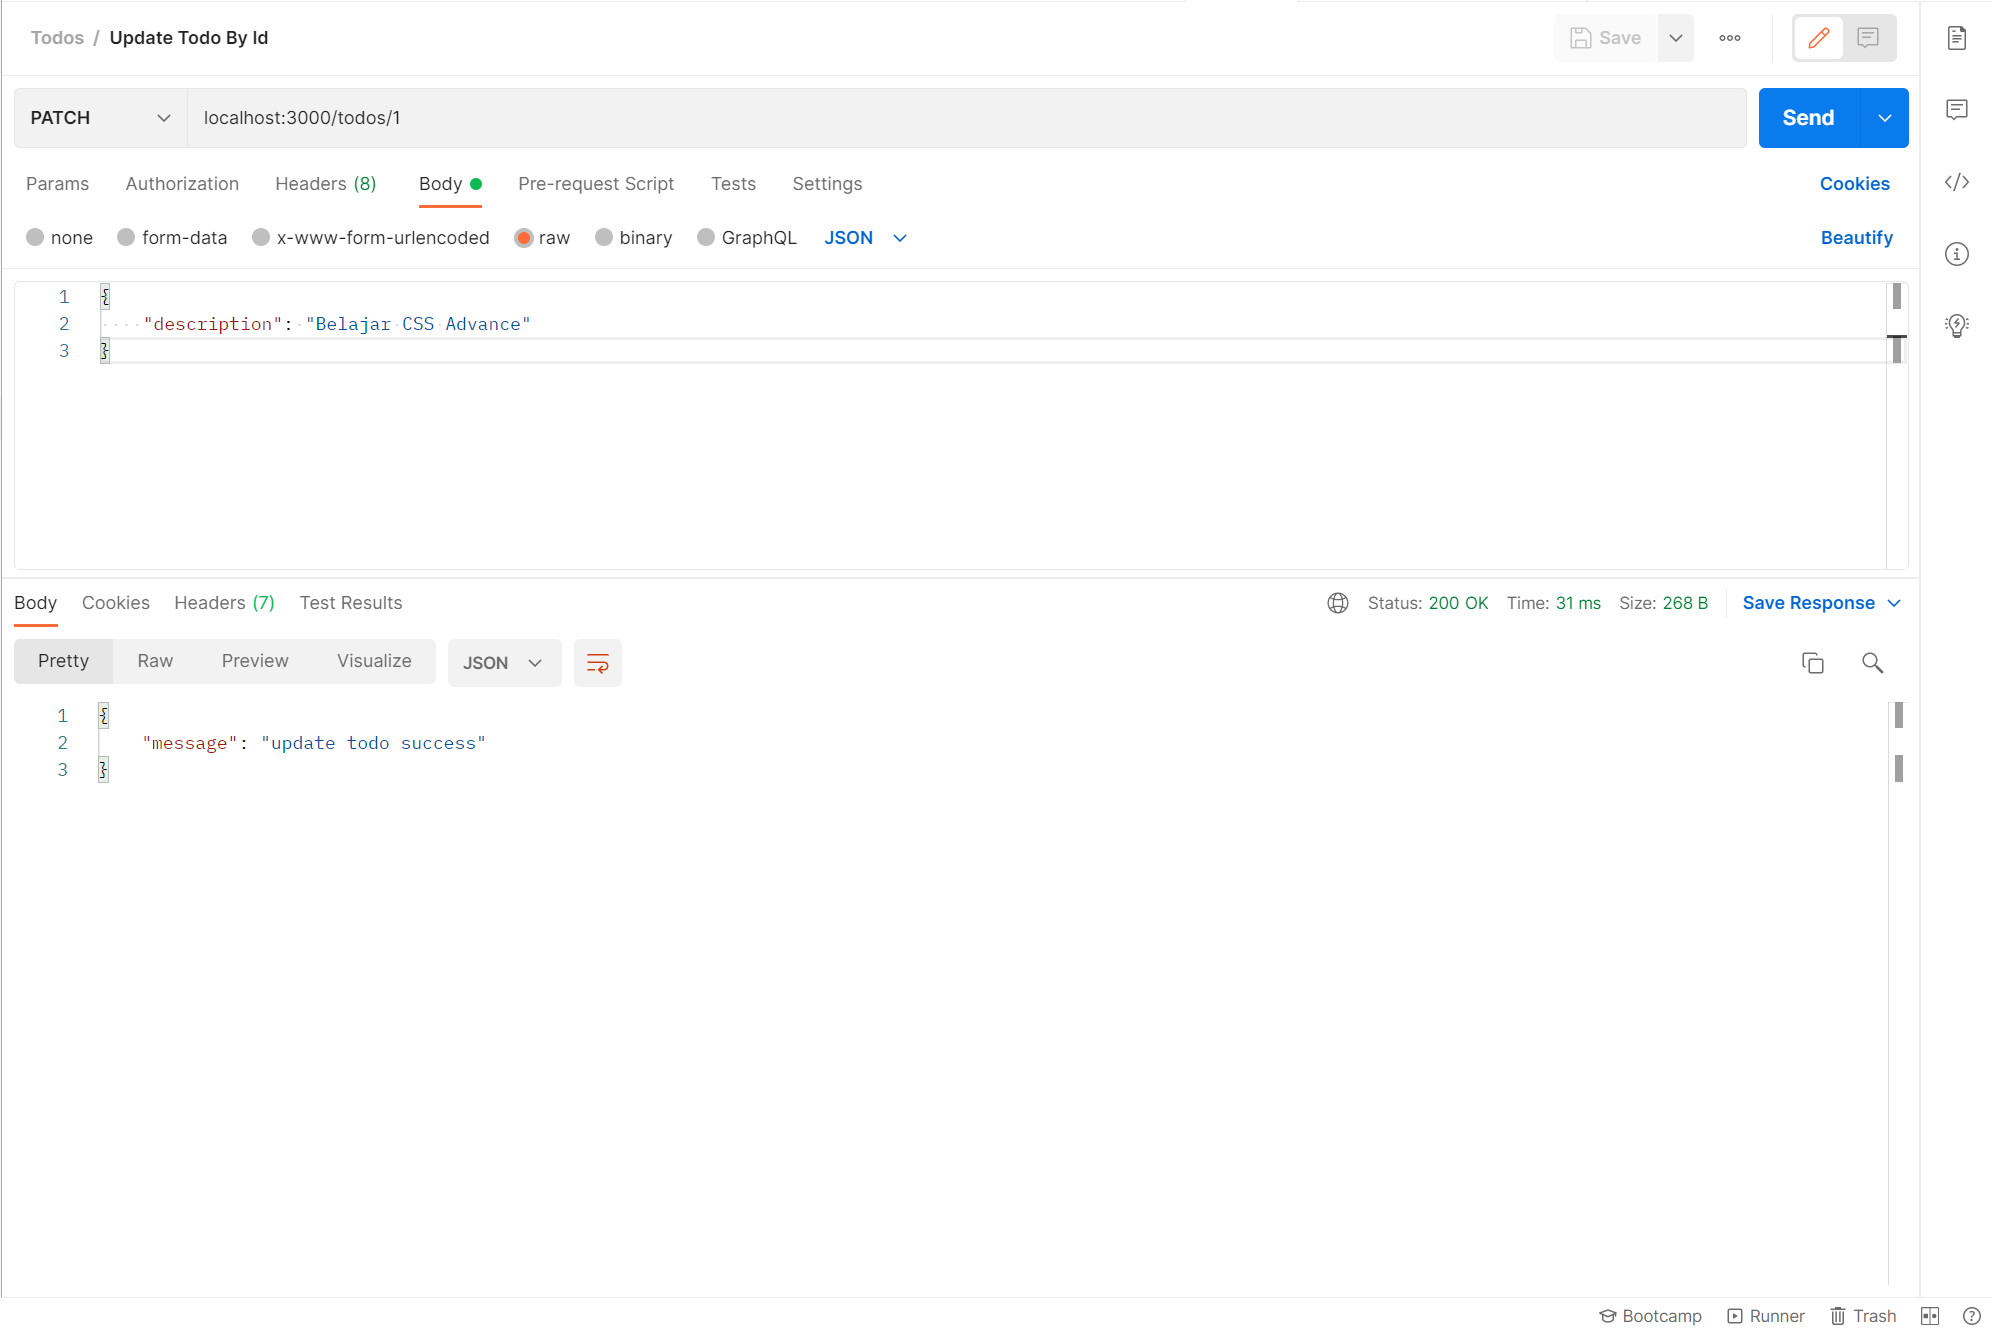 Todos / Update Todo By Id
Save
PATCH localhost:3000/todos/1 Send
Params Authorization Headers (8) Body Pre-request Script Tests Settings Cookies
none form-data x-www-form-urlencoded raw binary GraphQL JSON Beautify
1 {
2 "description": "Belajar CSS Advance"
3 }
Body Cookies Headers (7) Test Results Status: 200 OK Time: 31 ms Size: 268 B Save Response
Pretty Raw Preview Visualize JSON
1 {
2 "message": "update todo success"
3 }
Bootcamp Runner Trash